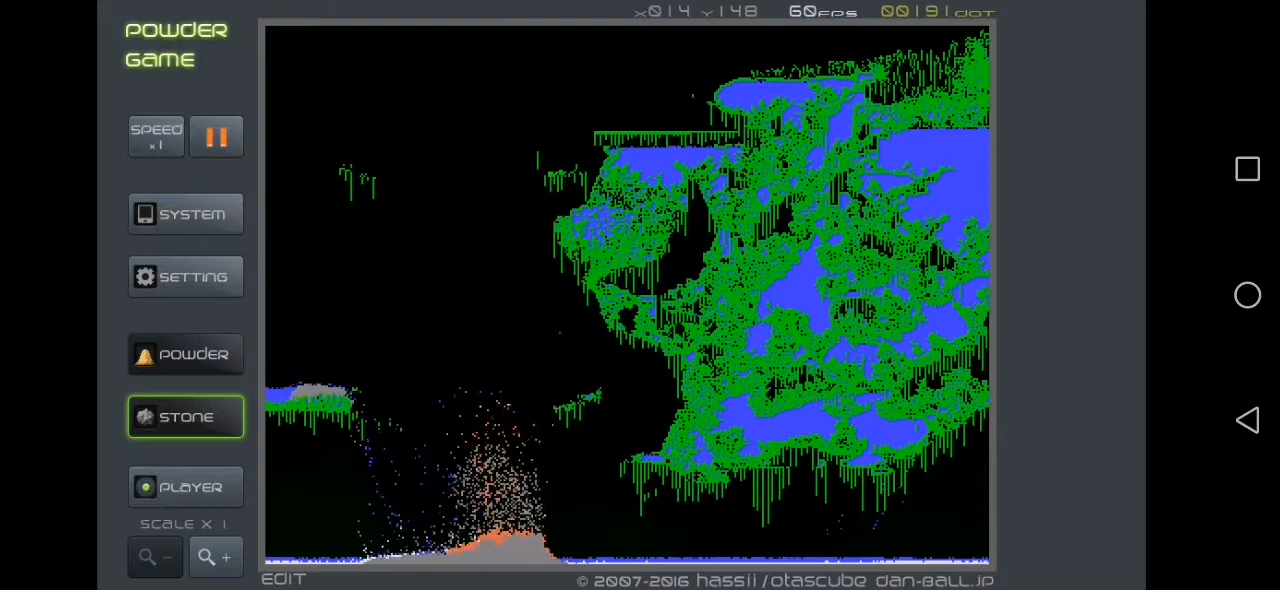 POWDER
GAME
X014 Y148 60FPS 00191DOT
SPEED
x1
SYSTEM
SETTING
POWDER
STONE
PLAYER
SCALE X 1
- +
EDIT
© 2007-2016 HASSII/OTASCUBE DAN-BALL.JP